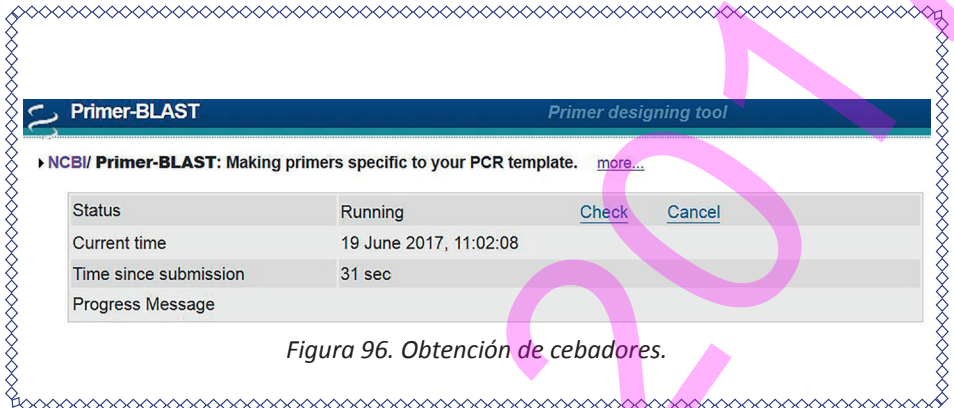 Primer-BLAST Primer designing tool
NCBI/ Primer-BLAST: Making primers specific to your PCR template. more...
Status Running Check Cancel
Current time 19 June 2017, 11:02:08
Time since submission 31 sec
Progress Message
Figura 96. Obtención de cebadores.
201